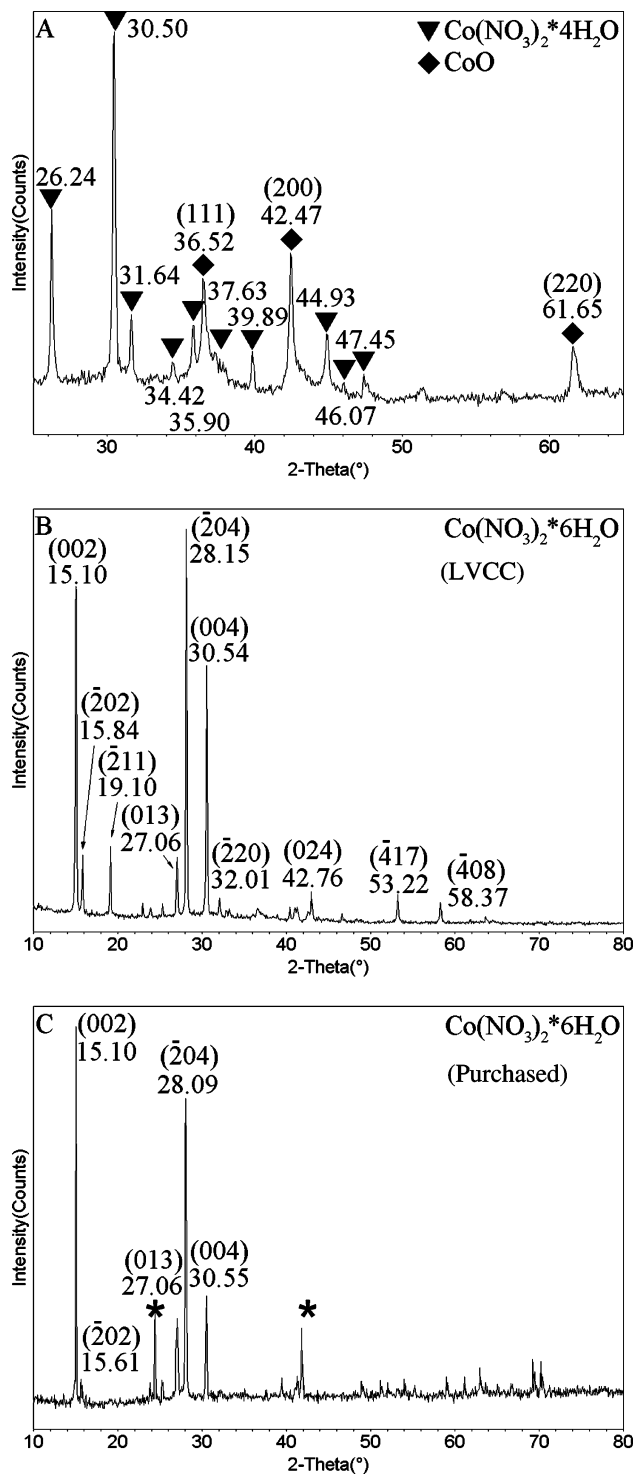 A
▼ Co(NO₃)₂*4H₂O
◆ CoO
30.50
26.24
31.64
34.42
35.90
(111)
36.52
37.63
39.89
(200)
42.47
44.93
46.07
47.45
(220)
61.65
Intensity(Counts)
30 40 50 60
2-Theta(°)
B
Co(NO₃)₂*6H₂O
(LVCC)
(002)
15.10
(2̄02)
15.84
(2̄11)
19.10
(013)
27.06
(2̄04)
28.15
(004)
30.54
(2̄20)
32.01
(024)
42.76
(4̄17)
53.22
(4̄08)
58.37
Intensity(Counts)
10 20 30 40 50 60 70 80
2-Theta(°)
C
Co(NO₃)₂*6H₂O
(Purchased)
(002)
15.10
(2̄02)
15.61
(013)
27.06
*
(2̄04)
28.09
(004)
30.55
*
Intensity(Counts)
10 20 30 40 50 60 70 80
2-Theta(°)